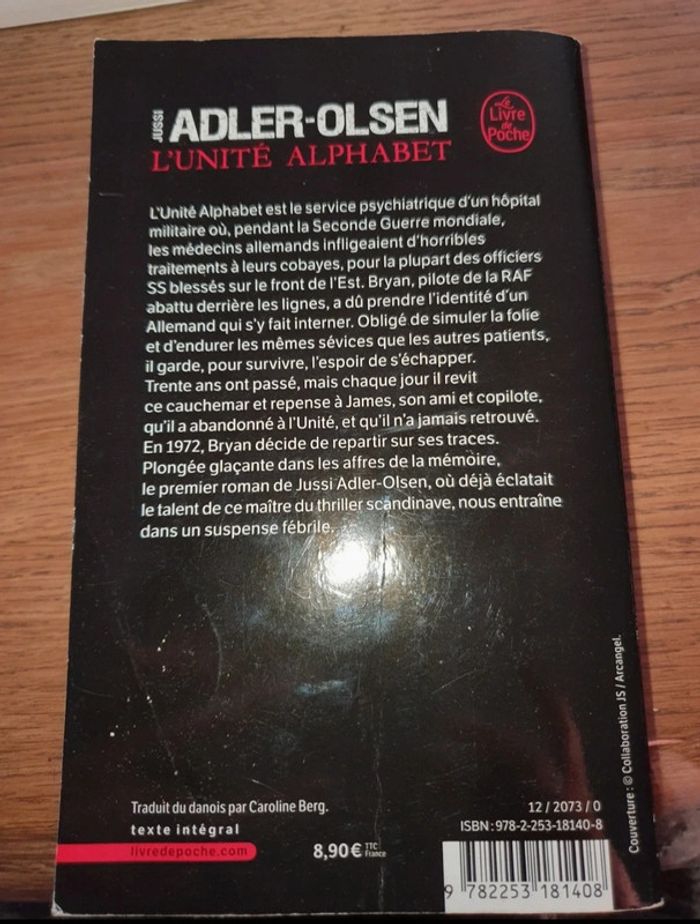 JUSSI
ADLER-OLSEN
L'UNITÉ ALPHABET
Le
Livre
de
Poche
L'Unité Alphabet est le service psychiatrique d'un hôpital
militaire où, pendant la Seconde Guerre mondiale,
les médecins allemands infligeaient d'horribles
traitements à leurs cobayes, pour la plupart des officiers
SS blessés sur le front de l'Est. Bryan, pilote de la RAF
abattu derrière les lignes, a dû prendre l'identité d'un
Allemand qui s'y fait interner. Obligé de simuler la folie
et d'endurer les mêmes sévices que les autres patients,
il garde, pour survivre, l'espoir de s'échapper.
Trente ans ont passé, mais chaque jour il revit
ce cauchemar et repense à James, son ami et copilote,
qu'il a abandonné à l'Unité, et qu'il n'a jamais retrouvé.
En 1972, Bryan décide de repartir sur ses traces.
Plongée glaçante dans les affres de la mémoire,
le premier roman de Jussi Adler-Olsen, où déjà éclatait
le talent de ce maître du thriller scandinave, nous entraîne
dans un suspense fébrile.
Couverture : © Collaboration JS / Arcangel.
Traduit du danois par Caroline Berg.
texte intégral
livredepoche.com
8,90 € TTC
France
12 / 2073 / 0
ISBN : 978-2-253-18140-8
9 782253 181408